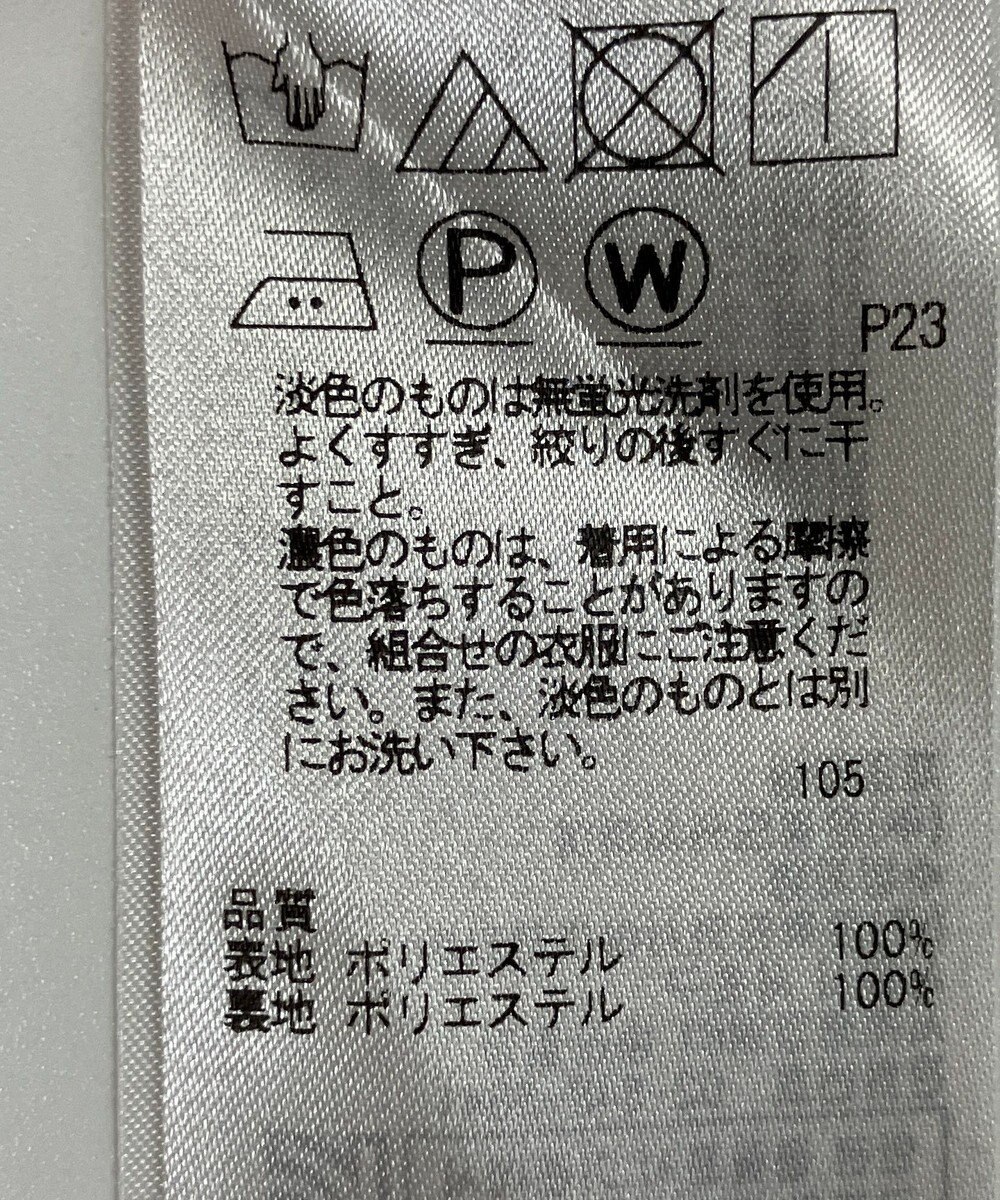 P
W
P23
淡色のものは無蛍光洗剤を使用。
よくすすぎ、絞りの後すぐに干
すこと。
濃色のものは、着用による摩擦
で色落ちすることがありますの
で、組合せの衣服にご注意くだ
さい。また、淡色のものとは別
にお洗い下さい。
105
品質
表地 ポリエステル 100%
裏地 ポリエステル 100%